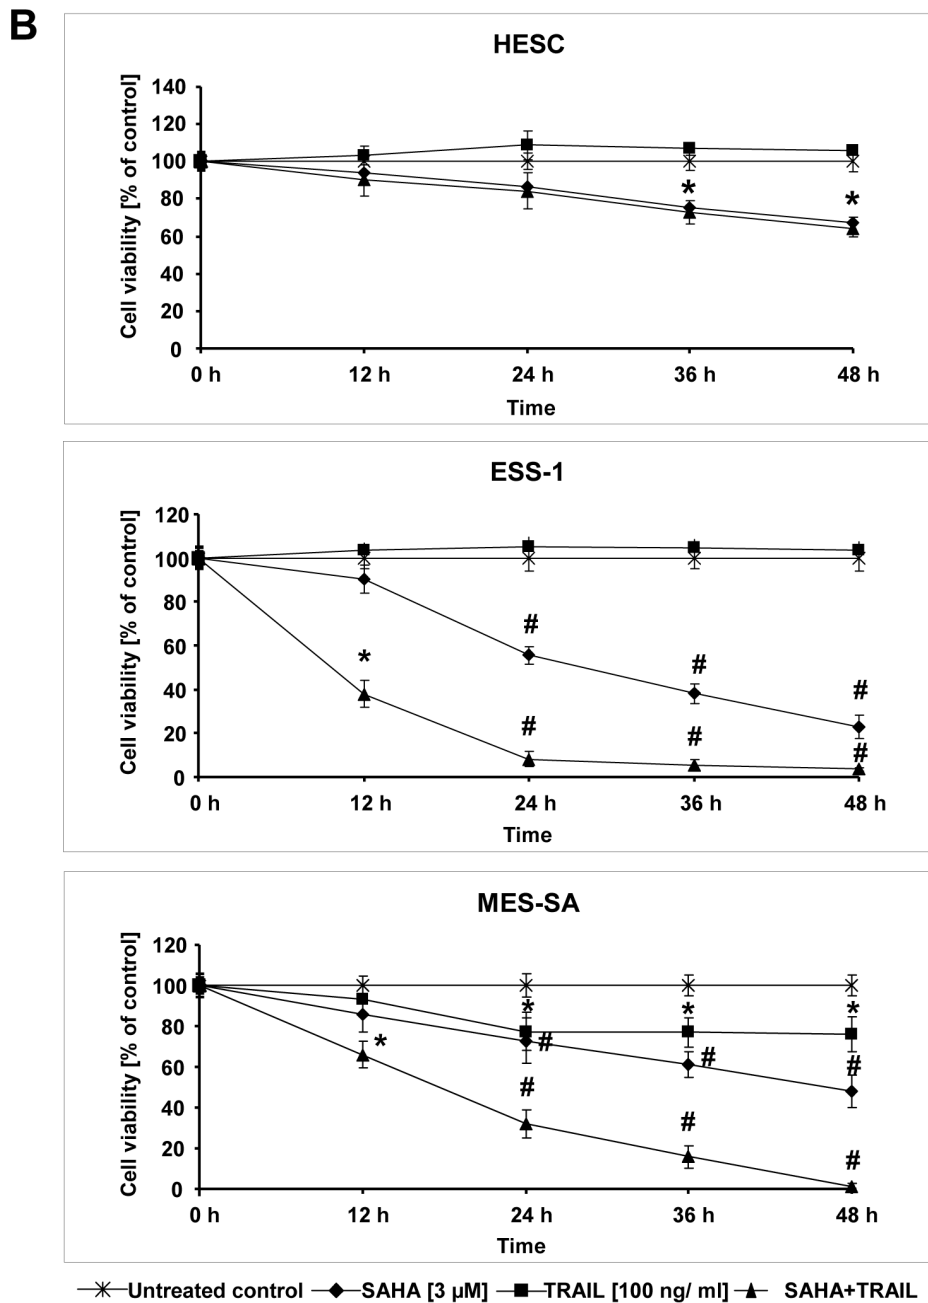 B
HESC
Cell viability [% of control]
140
120
100
80
60
40
20
0
0 h 12 h 24 h 36 h 48 h
* *
Time
ESS-1
Cell viability [% of control]
120
100
80
60
40
20
0
* # # # # # #
0 h 12 h 24 h 36 h 48 h
Time
MES-SA
Cell viability [% of control]
120
100
80
60
40
20
0
* * * * # # # # # #
0 h 12 h 24 h 36 h 48 h
Time
Untreated control SAHA [3 µM] TRAIL [100 ng/ ml] SAHA+TRAIL